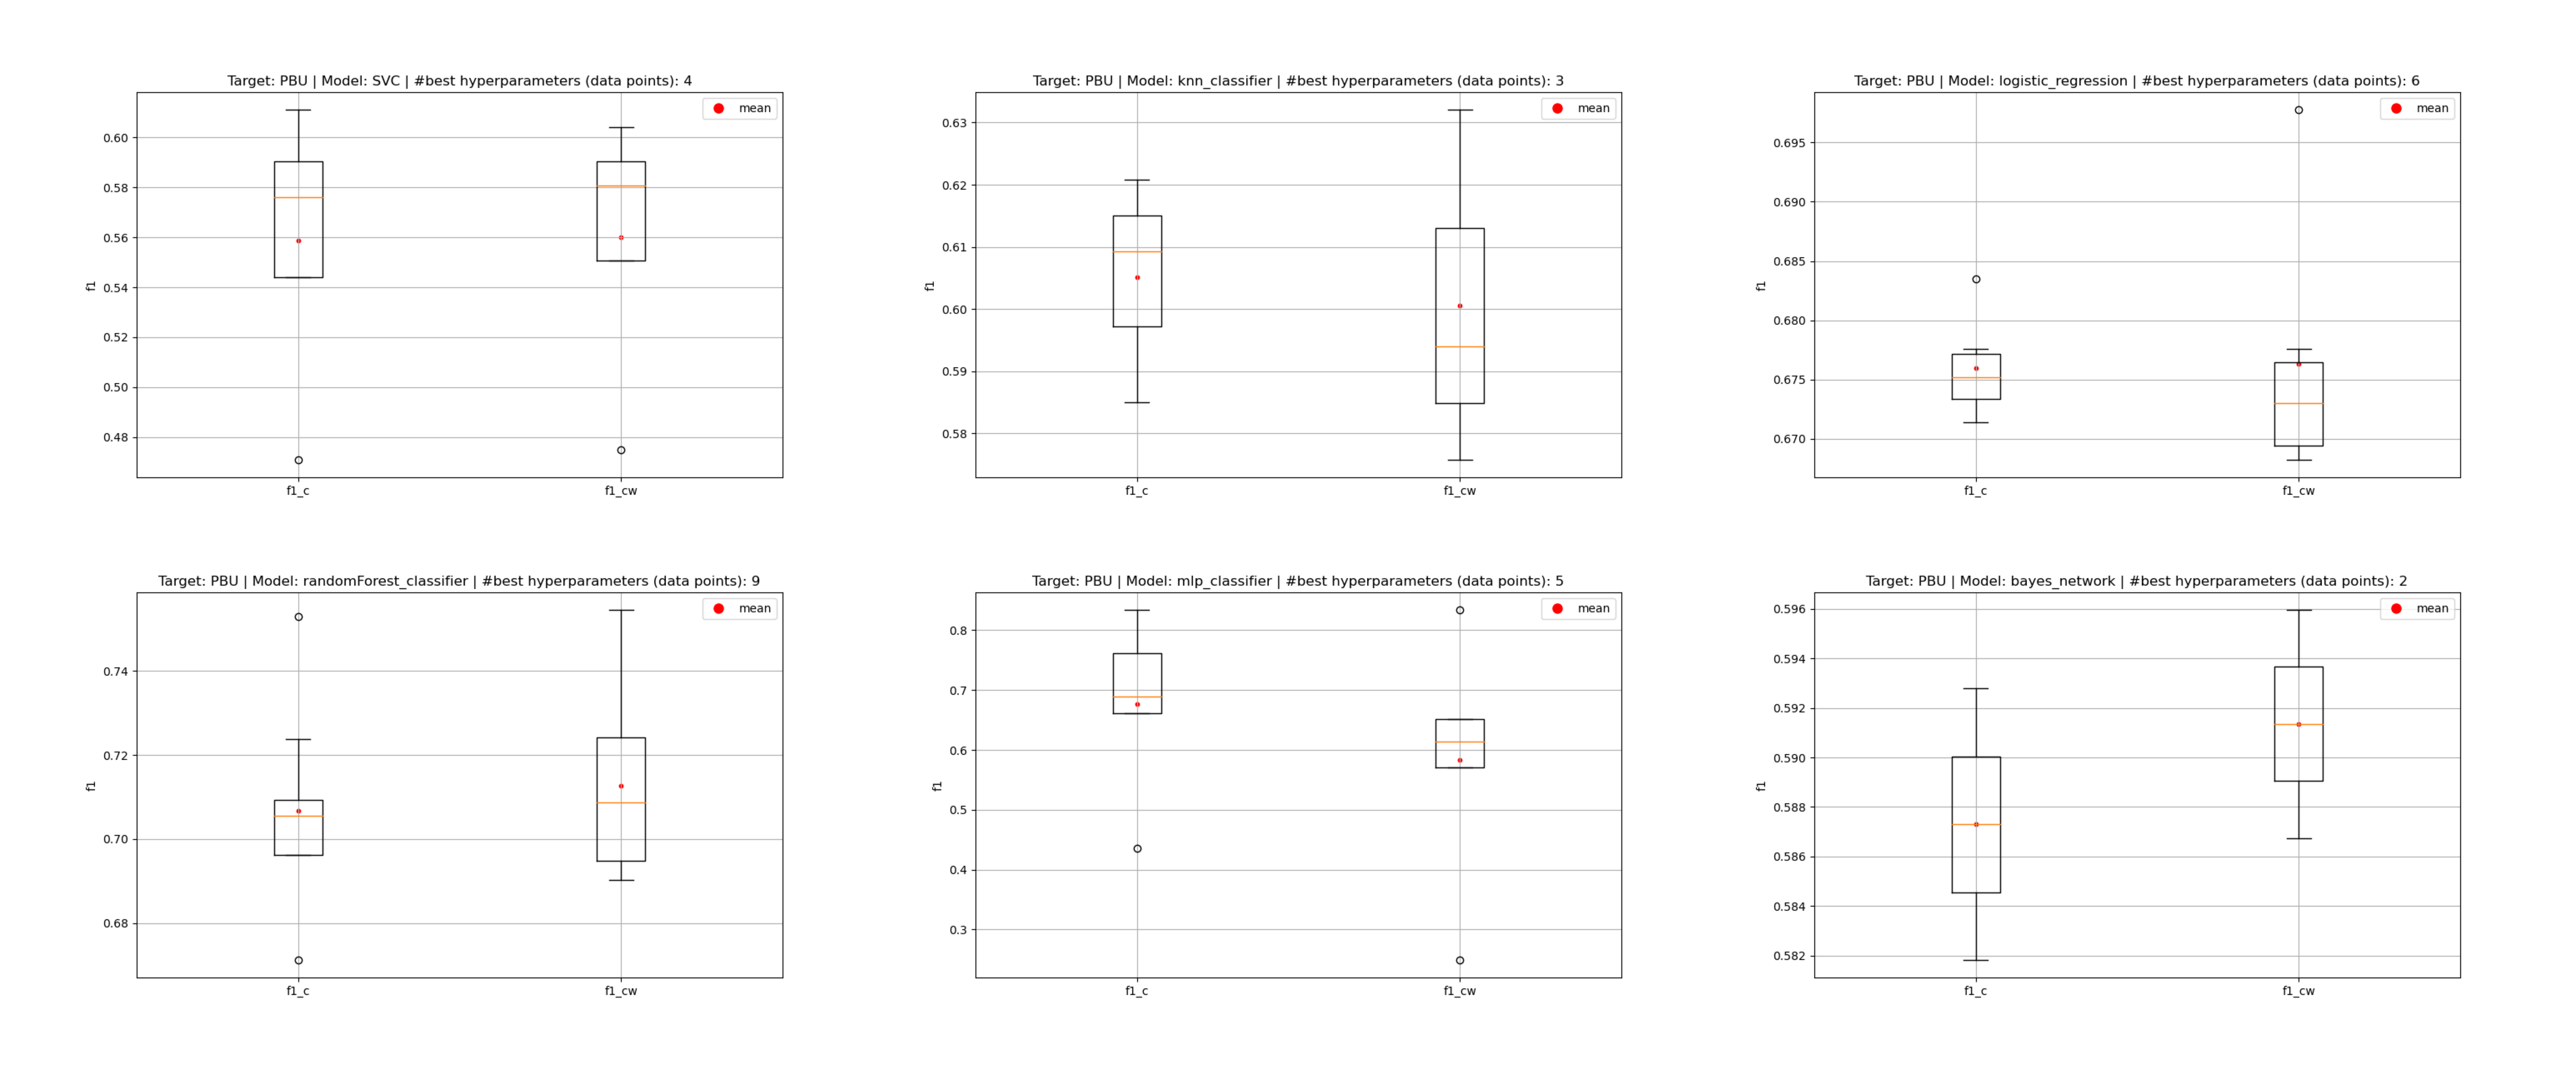 Target: PBU | Model: SVC | #best hyperparameters (data points): 4
mean
0.60
0.58
0.56
0.54
0.52
0.50
0.48
f1
f1_c
f1_cw
Target: PBU | Model: knn_classifier | #best hyperparameters (data points): 3
mean
0.63
0.62
0.61
0.60
0.59
0.58
f1
f1_c
f1_cw
Target: PBU | Model: logistic_regression | #best hyperparameters (data points): 6
mean
0.695
0.690
0.685
0.680
0.675
0.670
f1
f1_c
f1_cw
Target: PBU | Model: randomForest_classifier | #best hyperparameters (data points): 9
mean
0.74
0.72
0.70
0.68
f1
f1_c
f1_cw
Target: PBU | Model: mlp_classifier | #best hyperparameters (data points): 5
mean
0.8
0.7
0.6
0.5
0.4
0.3
f1
f1_c
f1_cw
Target: PBU | Model: bayes_network | #best hyperparameters (data points): 2
mean
0.596
0.594
0.592
0.590
0.588
0.586
0.584
0.582
f1
f1_c
f1_cw